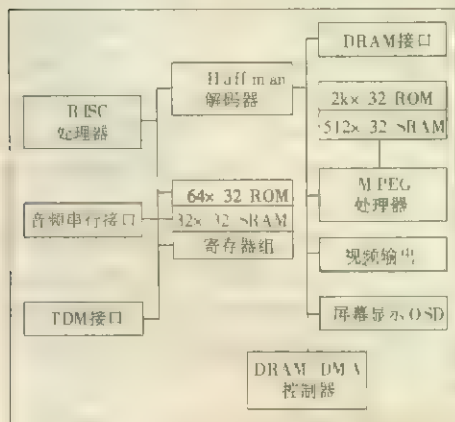 DRAM接口
Huffman
解码器
2k× 32 ROM
512× 32 SRAM
RISC
处理器
MPEG
处理器
64× 32 ROM
32× 32 SRAM
寄存器组
音频串行接口
视频输出
TDM接口
屏幕显示OSD
DRAM DMA
控制器